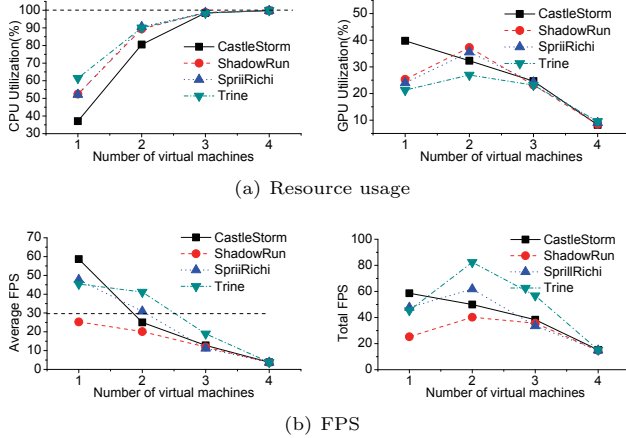 CPU Utilization(%)
100
90
80
70
60
50
40
30
CastleStorm
ShadowRun
SpriiRichi
Trine
1 2 3 4
Number of virtual machines
GPU Utilization(%)
50
40
30
20
10
CastleStorm
ShadowRun
SpriiRichi
Trine
1 2 3 4
Number of virtual machines
(a) Resource usage
Average FPS
70
60
50
40
30
20
10
0
CastleStorm
ShadowRun
SpriiRichi
Trine
1 2 3 4
Number of virtual machines
Total FPS
100
80
60
40
20
0
CastleStorm
ShadowRun
SprillRichi
Trine
1 2 3 4
Number of virtual machines
(b) FPS